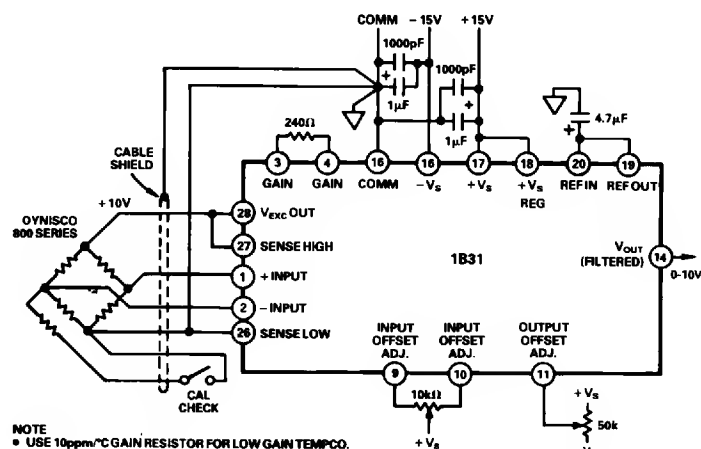 COMM
−15V
+15V
1000pF
1000pF
+
1µF
+
1µF
4.7µF
+
240Ω
3
4
16
16
17
18
20
19
GAIN
GAIN
COMM
−VS
+VS
+VS
REG
REF IN
REF OUT
CABLE
SHIELD
+10V
OYNISCO
800 SERIES
28
VEXC OUT
27
SENSE HIGH
1
+INPUT
2
−INPUT
26
SENSE LOW
1B31
VOUT
(FILTERED)
14
0-10V
INPUT
OFFSET
ADJ.
INPUT
OFFSET
ADJ.
OUTPUT
OFFSET
ADJ.
9
10
11
10kΩ
+VS
+VS
50k
CAL
CHECK
NOTE
• USE 10ppm/°C GAIN RESISTOR FOR LOW GAIN TEMPCO.